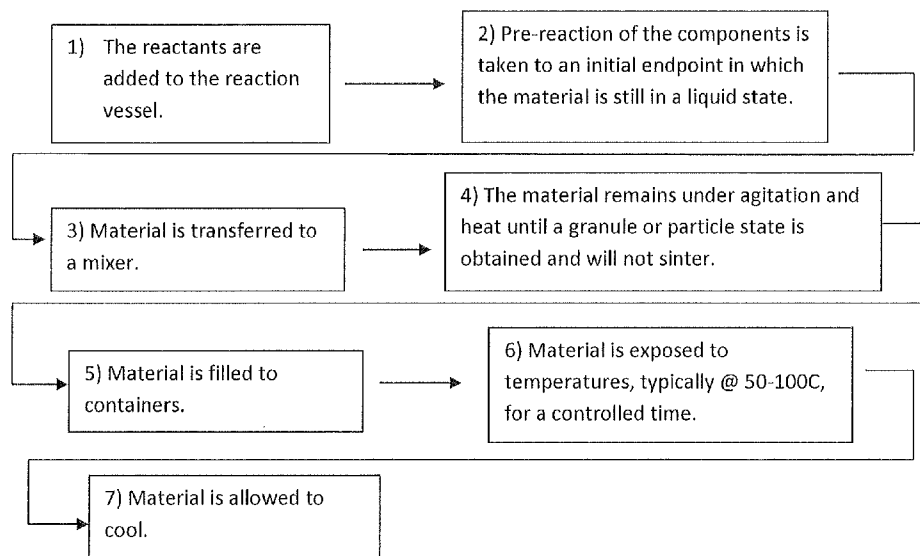 1) The reactants are
added to the reaction
vessel.
2) Pre-reaction of the components is
taken to an initial endpoint in which
the material is still in a liquid state.
3) Material is transferred to
a mixer.
4) The material remains under agitation and
heat until a granule or particle state is
obtained and will not sinter.
5) Material is filled to
containers.
6) Material is exposed to
temperatures, typically @ 50-100C,
for a controlled time.
7) Material is allowed to
cool.